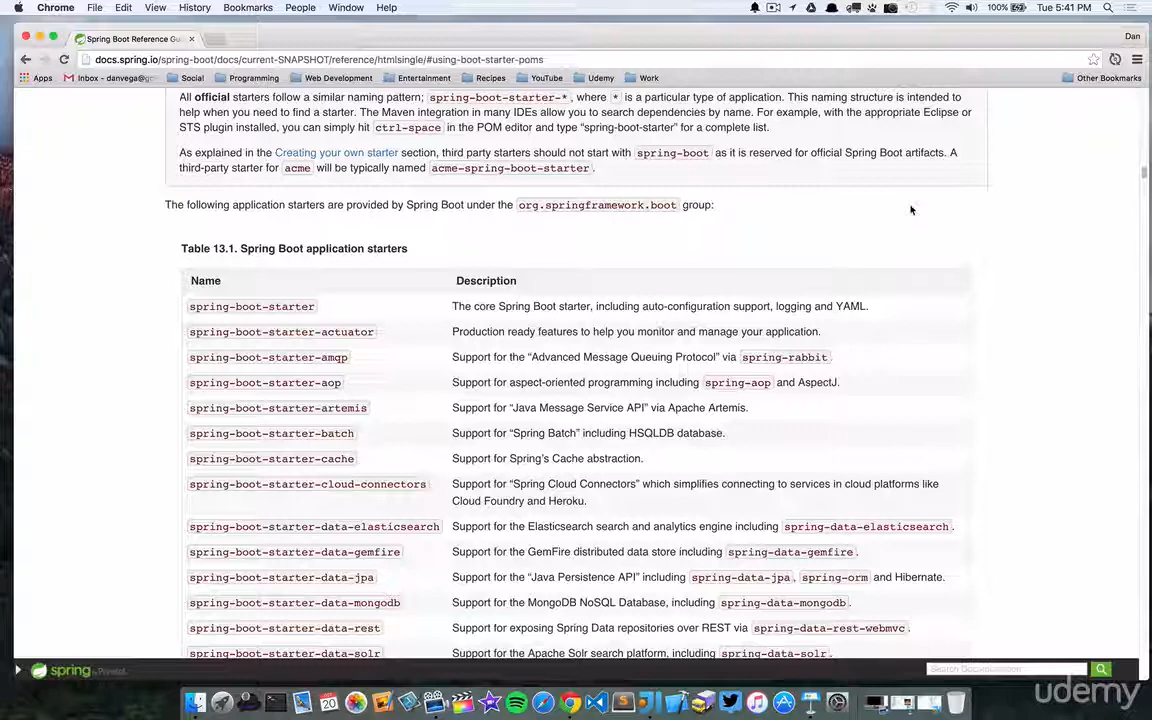 Chrome File Edit View History Bookmarks People Window Help 100% Tue 5:41 PM
Spring Boot Reference Gu Dan
docs.spring.io/spring-boot/docs/current-SNAPSHOT/reference/htmlsingle/#using-boot-starter-poms
Apps Inbox - danvega@g Social Programming Web Development Entertainment Recipes YouTube Udemy Work Other Bookmarks
All official starters follow a similar naming pattern; spring-boot-starter-*, where * is a particular type of application. This naming structure is intended to
help when you need to find a starter. The Maven integration in many IDEs allow you to search dependencies by name. For example, with the appropriate Eclipse or
STS plugin installed, you can simply hit ctrl-space in the POM editor and type “spring-boot-starter” for a complete list.
As explained in the Creating your own starter section, third party starters should not start with spring-boot as it is reserved for official Spring Boot artifacts. A
third-party starter for acme will be typically named acme-spring-boot-starter.
The following application starters are provided by Spring Boot under the org.springframework.boot group:
Table 13.1. Spring Boot application starters
Name Description
spring-boot-starter The core Spring Boot starter, including auto-configuration support, logging and YAML.
spring-boot-starter-actuator Production ready features to help you monitor and manage your application.
spring-boot-starter-amqp Support for the “Advanced Message Queuing Protocol” via spring-rabbit.
spring-boot-starter-aop Support for aspect-oriented programming including spring-aop and AspectJ.
spring-boot-starter-artemis Support for “Java Message Service API” via Apache Artemis.
spring-boot-starter-batch Support for “Spring Batch” including HSQLDB database.
spring-boot-starter-cache Support for Spring’s Cache abstraction.
spring-boot-starter-cloud-connectors Support for “Spring Cloud Connectors” which simplifies connecting to services in cloud platforms like
Cloud Foundry and Heroku.
spring-boot-starter-data-elasticsearch Support for the Elasticsearch search and analytics engine including spring-data-elasticsearch.
spring-boot-starter-data-gemfire Support for the GemFire distributed data store including spring-data-gemfire.
spring-boot-starter-data-jpa Support for the “Java Persistence API” including spring-data-jpa, spring-orm and Hibernate.
spring-boot-starter-data-mongodb Support for the MongoDB NoSQL Database, including spring-data-mongodb.
spring-boot-starter-data-rest Support for exposing Spring Data repositories over REST via spring-data-rest-webmvc.
spring-boot-starter-data-solr Support for the Apache Solr search platform, including spring-data-solr.
spring by Pivotal Search Documentation
20
udemy